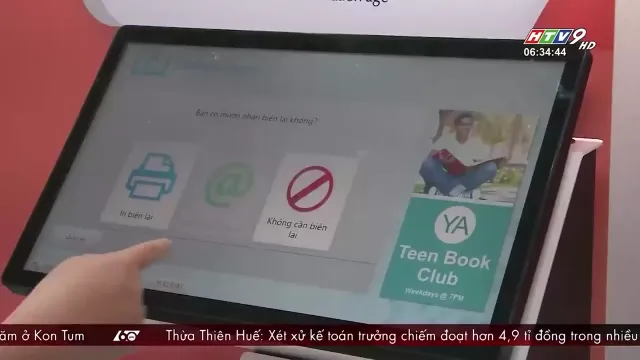 HTV9 HD
06:34:44
Bạn có muốn nhận biên lai không?
@
In biên lai
Không cần biên
lai
YA
Teen Book
Club
Weekdays @ 7PM
ăm ở Kon Tum
60
Thừa Thiên Huế: Xét xử kế toán trưởng chiếm đoạt hơn 4,9 tỉ đồng trong nhiều